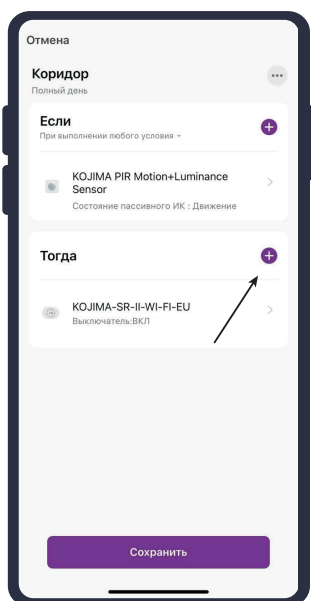 Отмена
Коридор
Полный день
Если
При выполнении любого условия
KOJIMA PIR Motion+Luminance
Sensor
Состояние пассивного ИК : Движение
Тогда
KOJIMA-SR-II-WI-FI-EU
Выключатель:ВКЛ
Сохранить